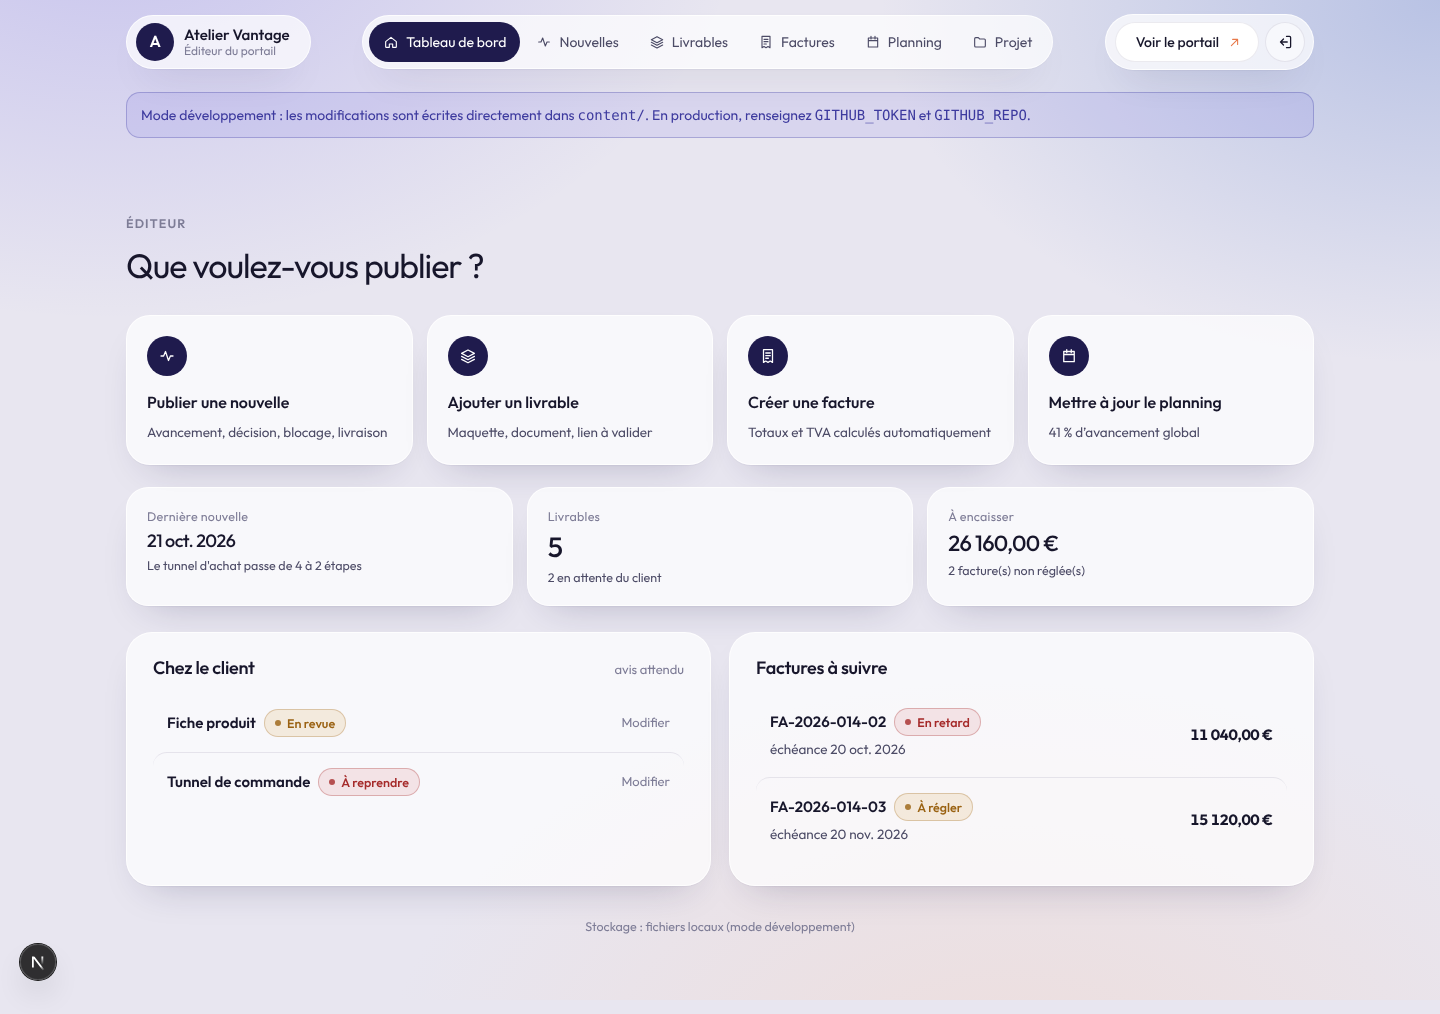 A
Atelier Vantage
Éditeur du portail
Tableau de bord
Nouvelles
Livrables
Factures
Planning
Projet
Voir le portail
Mode développement : les modifications sont écrites directement dans content/. En production, renseignez GITHUB_TOKEN et GITHUB_REPO.
ÉDITEUR
Que voulez-vous publier ?
Publier une nouvelle
Avancement, décision, blocage, livraison
Ajouter un livrable
Maquette, document, lien à valider
Créer une facture
Totaux et TVA calculés automatiquement
Mettre à jour le planning
41 % d'avancement global
Dernière nouvelle
21 oct. 2026
Le tunnel d'achat passe de 4 à 2 étapes
Livrables
5
2 en attente du client
À encaisser
26 160,00 €
2 facture(s) non réglée(s)
Chez le client
avis attendu
Fiche produit
En revue
Modifier
Tunnel de commande
À reprendre
Modifier
Factures à suivre
FA-2026-014-02
En retard
échéance 20 oct. 2026
11 040,00 €
FA-2026-014-03
À régler
échéance 20 nov. 2026
15 120,00 €
Stockage : fichiers locaux (mode développement)
N